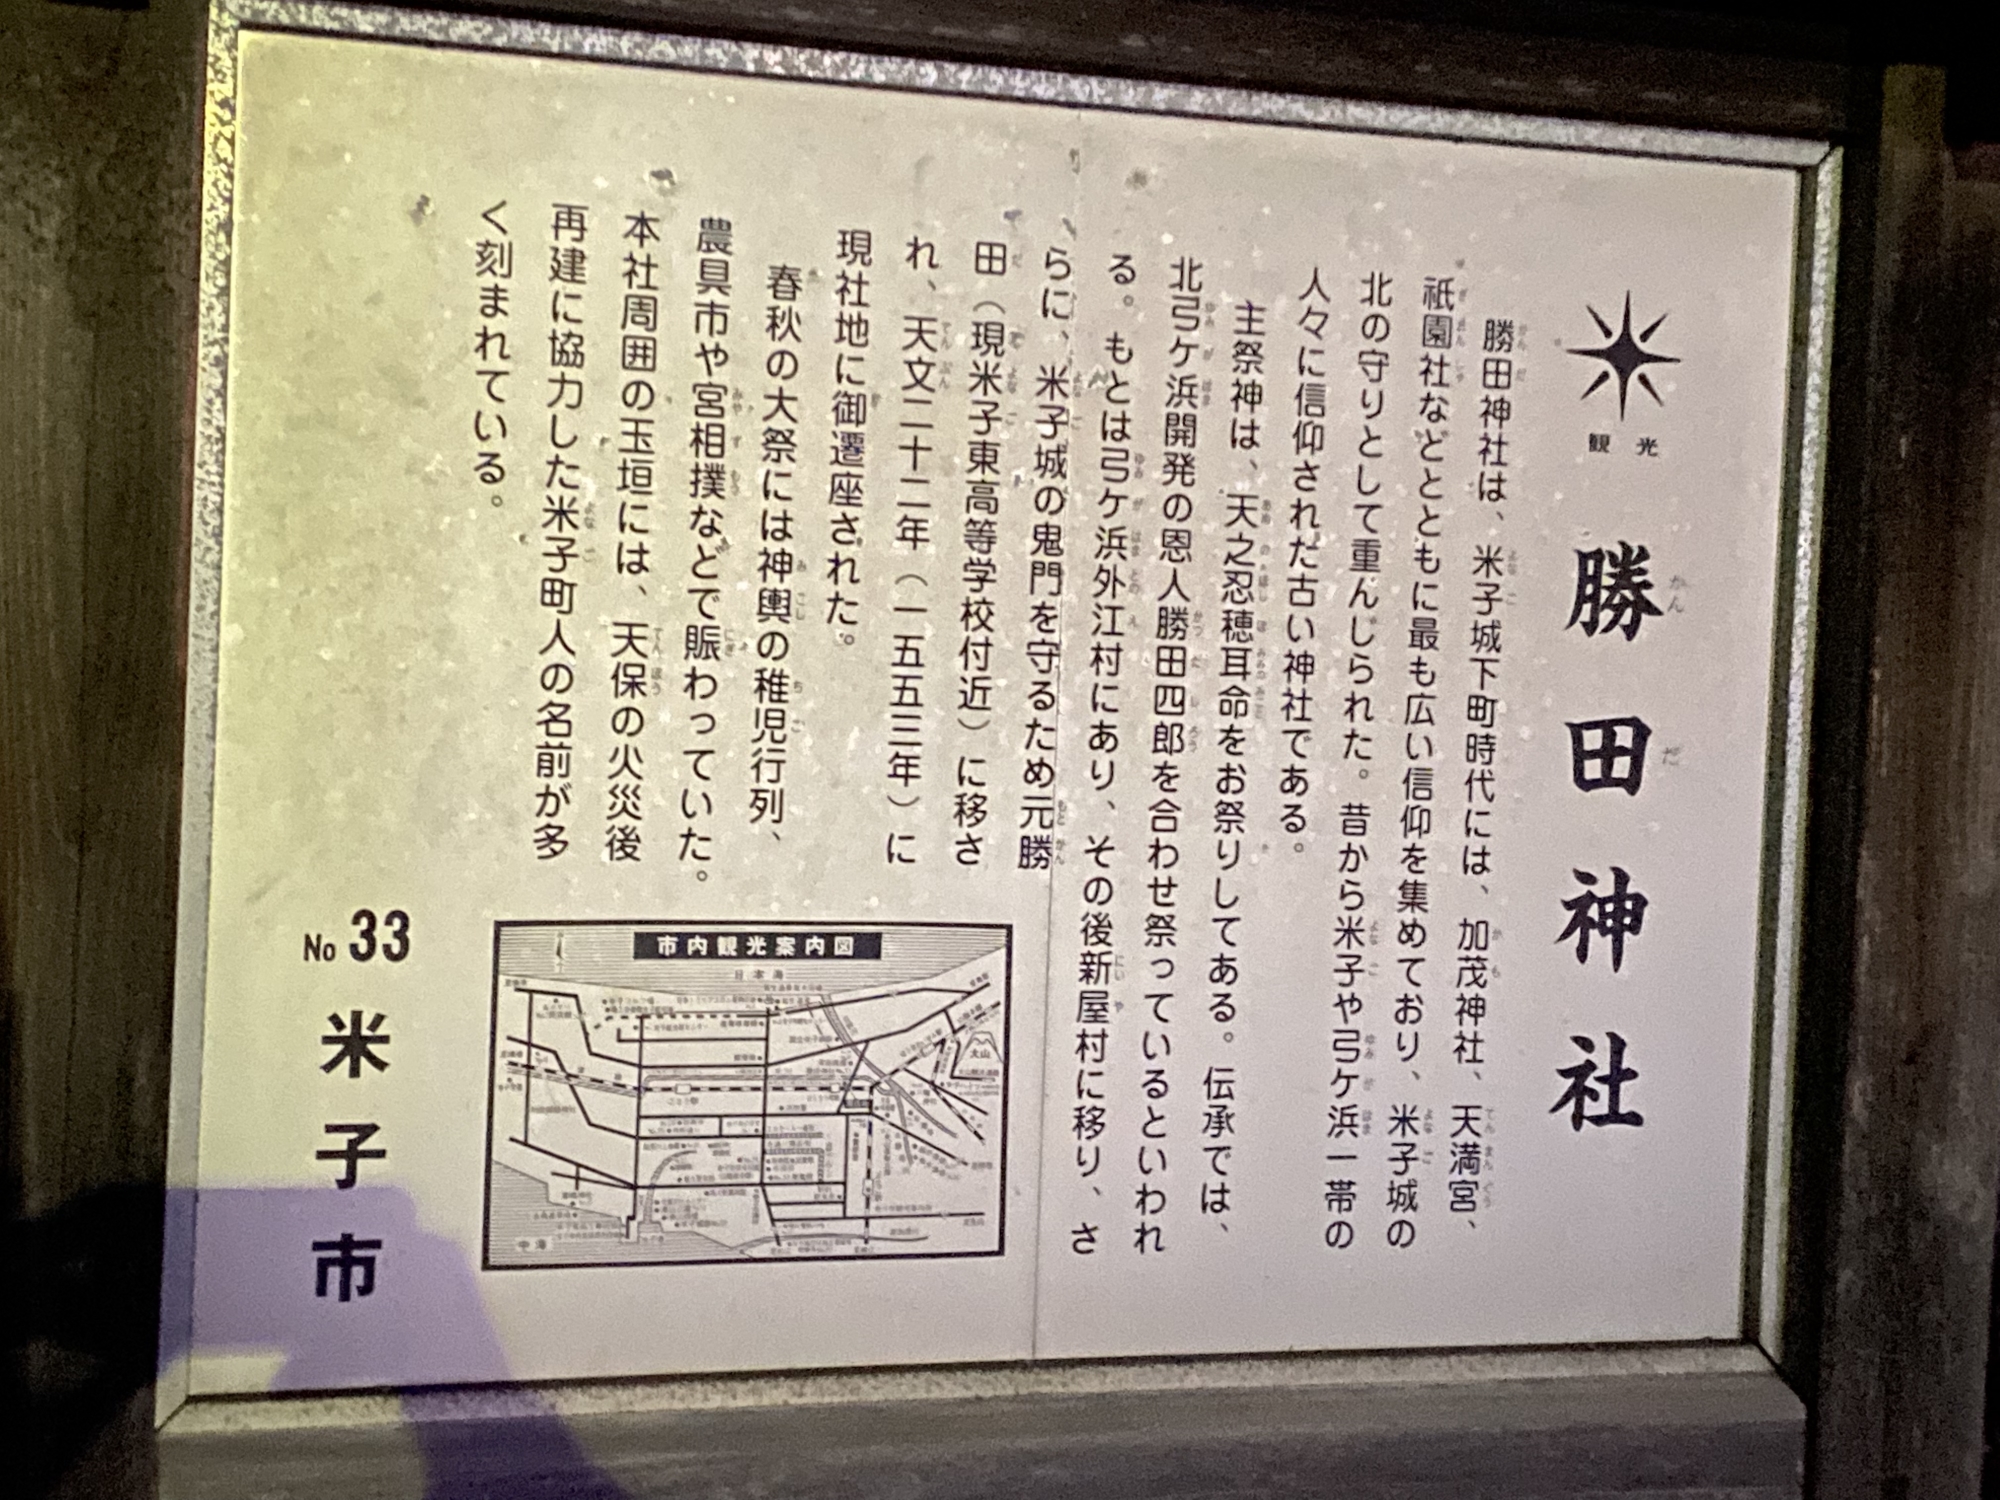 観光
勝田神社
かんだ
勝田神社は、米子城下町時代には、加茂神社、天満宮、
祇園社などとともに最も広い信仰を集めており、米子城の
北の守りとして重んじられた。昔から米子や弓ケ浜一帯の
人々に信仰された古い神社である。
主祭神は、天之忍穂耳命をお祭りしてある。伝承では、
北弓ケ浜開発の恩人勝田四郎を合わせ祭っているといわれ
る。もとは弓ケ浜外江村にあり、その後新屋村に移り、さ
らに、米子城の鬼門を守るため元勝
田（現米子東高等学校付近）に移さ
れ、天文二十二年（一五五三年）に
現社地に御遷座された。
春秋の大祭には神輿の稚児行列、
農具市や宮相撲などで賑わっていた。
本社周囲の玉垣には、天保の火災後
再建に協力した米子町人の名前が多
く刻まれている。
市内観光案内図
日本海
大山
中海
No 33
米子市